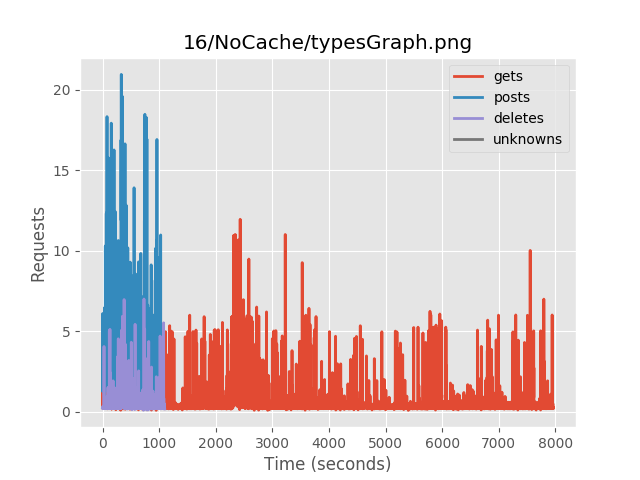 16/NoCache/typesGraph.png
gets
posts
deletes
unknowns
20
15
10
5
0
Requests
0 1000 2000 3000 4000 5000 6000 7000 8000
Time (seconds)